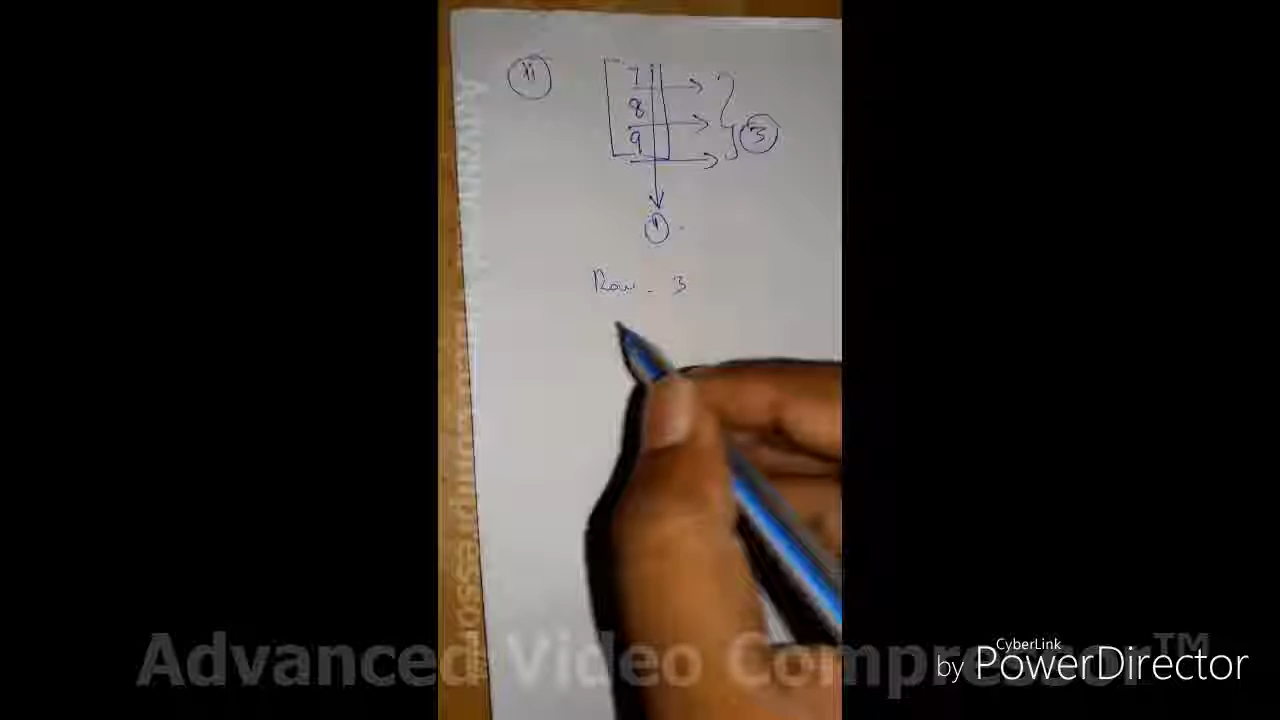 ii
7
8
9
3
1
Row - 3
Advanced Video Compressor™
CyberLink
by PowerDirector